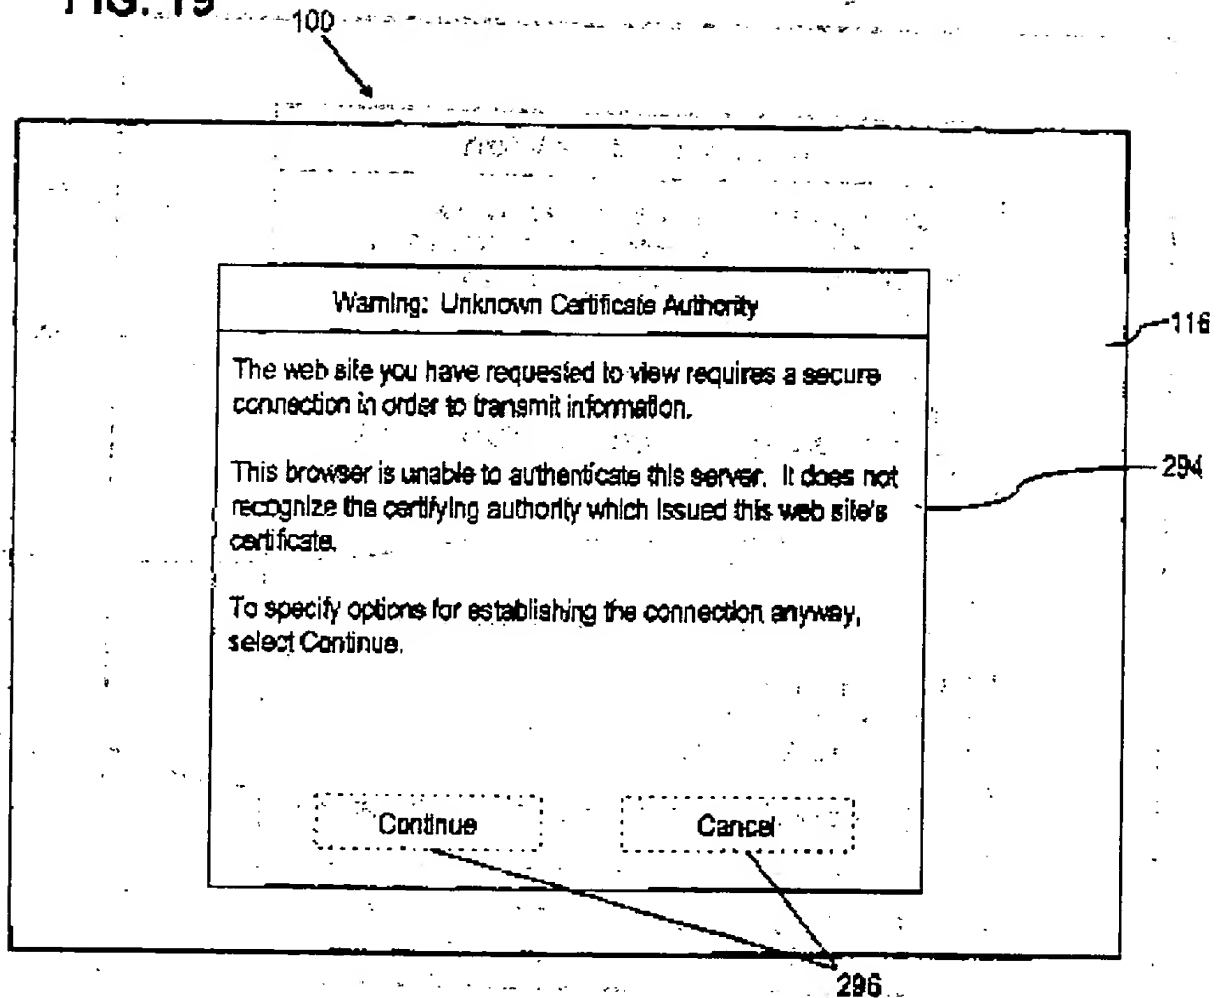 FIG. 19
100
Warning: Unknown Certificate Authority
116
The web site you have requested to view requires a secure
connection in order to transmit information.
294
This browser is unable to authenticate this server. It does not
recognize the certifying authority which issued this web site's
certificate.
To specify options for establishing the connection anyway,
select Continue.
Continue
Cancel
296